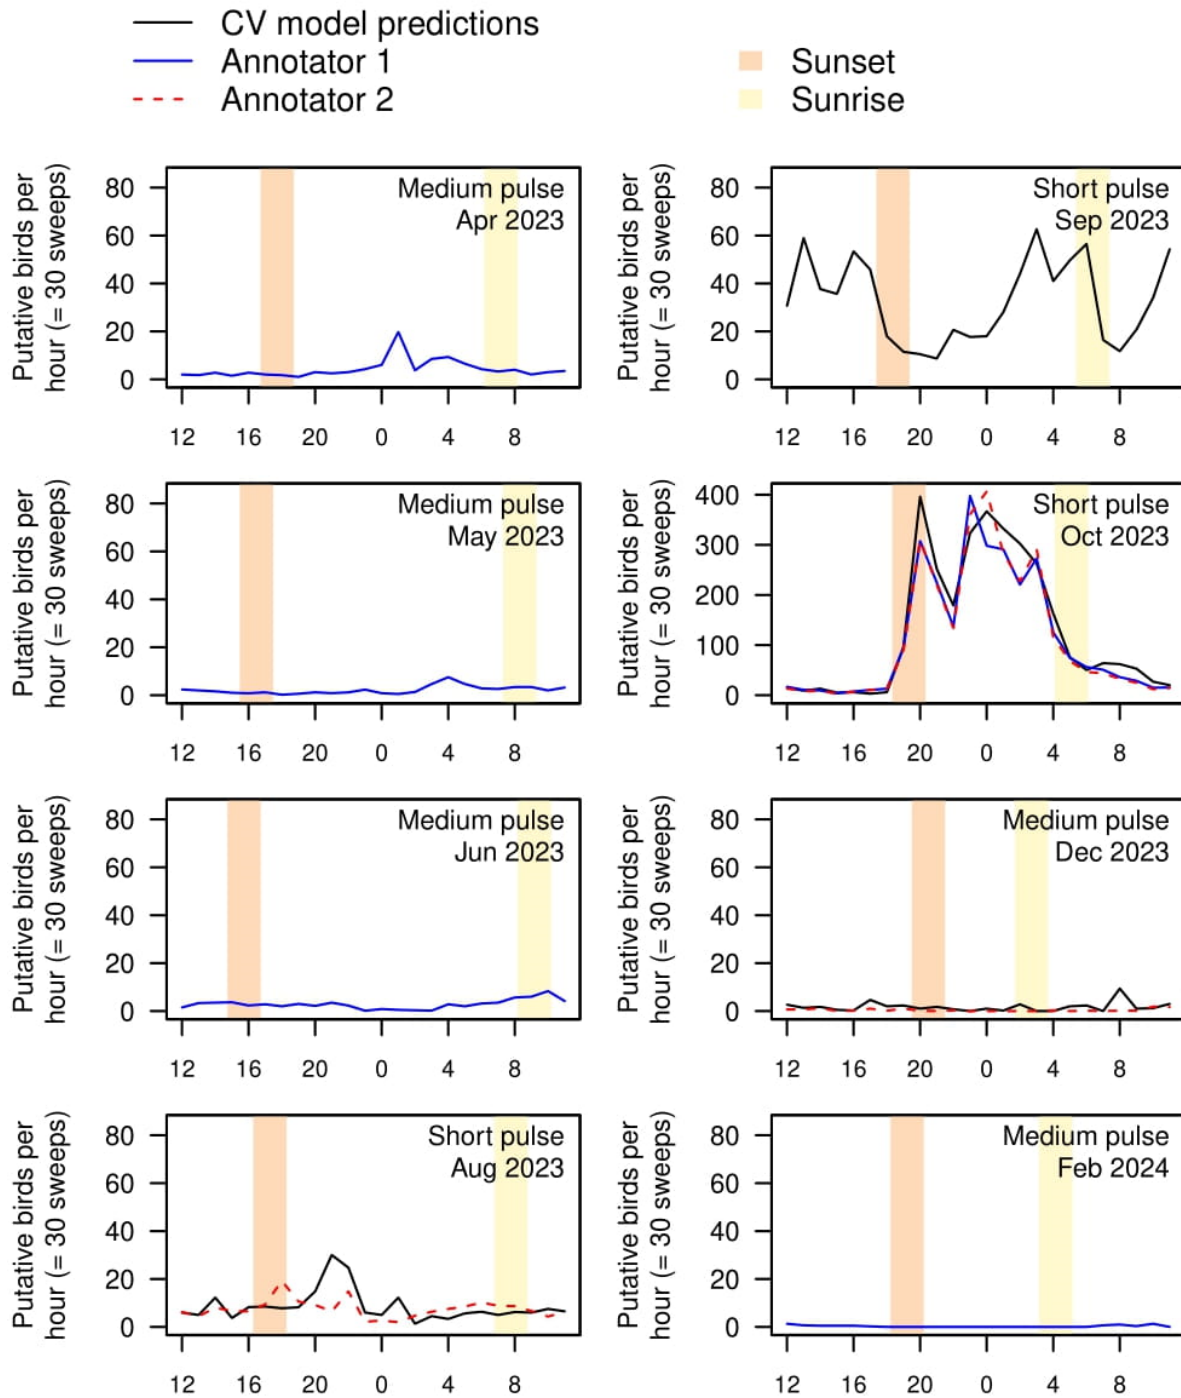 CV model predictions
Annotator 1
Annotator 2
Sunset
Sunrise
Putative birds per
hour (= 30 sweeps)
80
60
40
20
0
Medium pulse
Apr 2023
12 16 20 0 4 8
Putative birds per
hour (= 30 sweeps)
80
60
40
20
0
Short pulse
Sep 2023
12 16 20 0 4 8
Putative birds per
hour (= 30 sweeps)
80
60
40
20
0
Medium pulse
May 2023
12 16 20 0 4 8
Putative birds per
hour (= 30 sweeps)
400
300
200
100
0
Short pulse
Oct 2023
12 16 20 0 4 8
Putative birds per
hour (= 30 sweeps)
80
60
40
20
0
Medium pulse
Jun 2023
12 16 20 0 4 8
Putative birds per
hour (= 30 sweeps)
80
60
40
20
0
Medium pulse
Dec 2023
12 16 20 0 4 8
Putative birds per
hour (= 30 sweeps)
80
60
40
20
0
Short pulse
Aug 2023
12 16 20 0 4 8
Putative birds per
hour (= 30 sweeps)
80
60
40
20
0
Medium pulse
Feb 2024
12 16 20 0 4 8